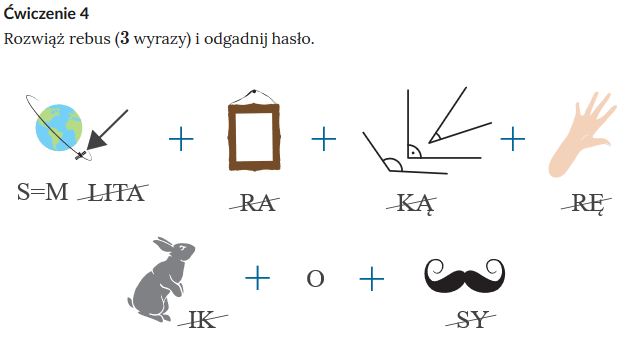 Ćwiczenie 4
Rozwiąż rebus (3 wyrazy) i odgadnij hasło.
+ + +
S=M LITA RA KĄ RĘ
+ O +
IK SY